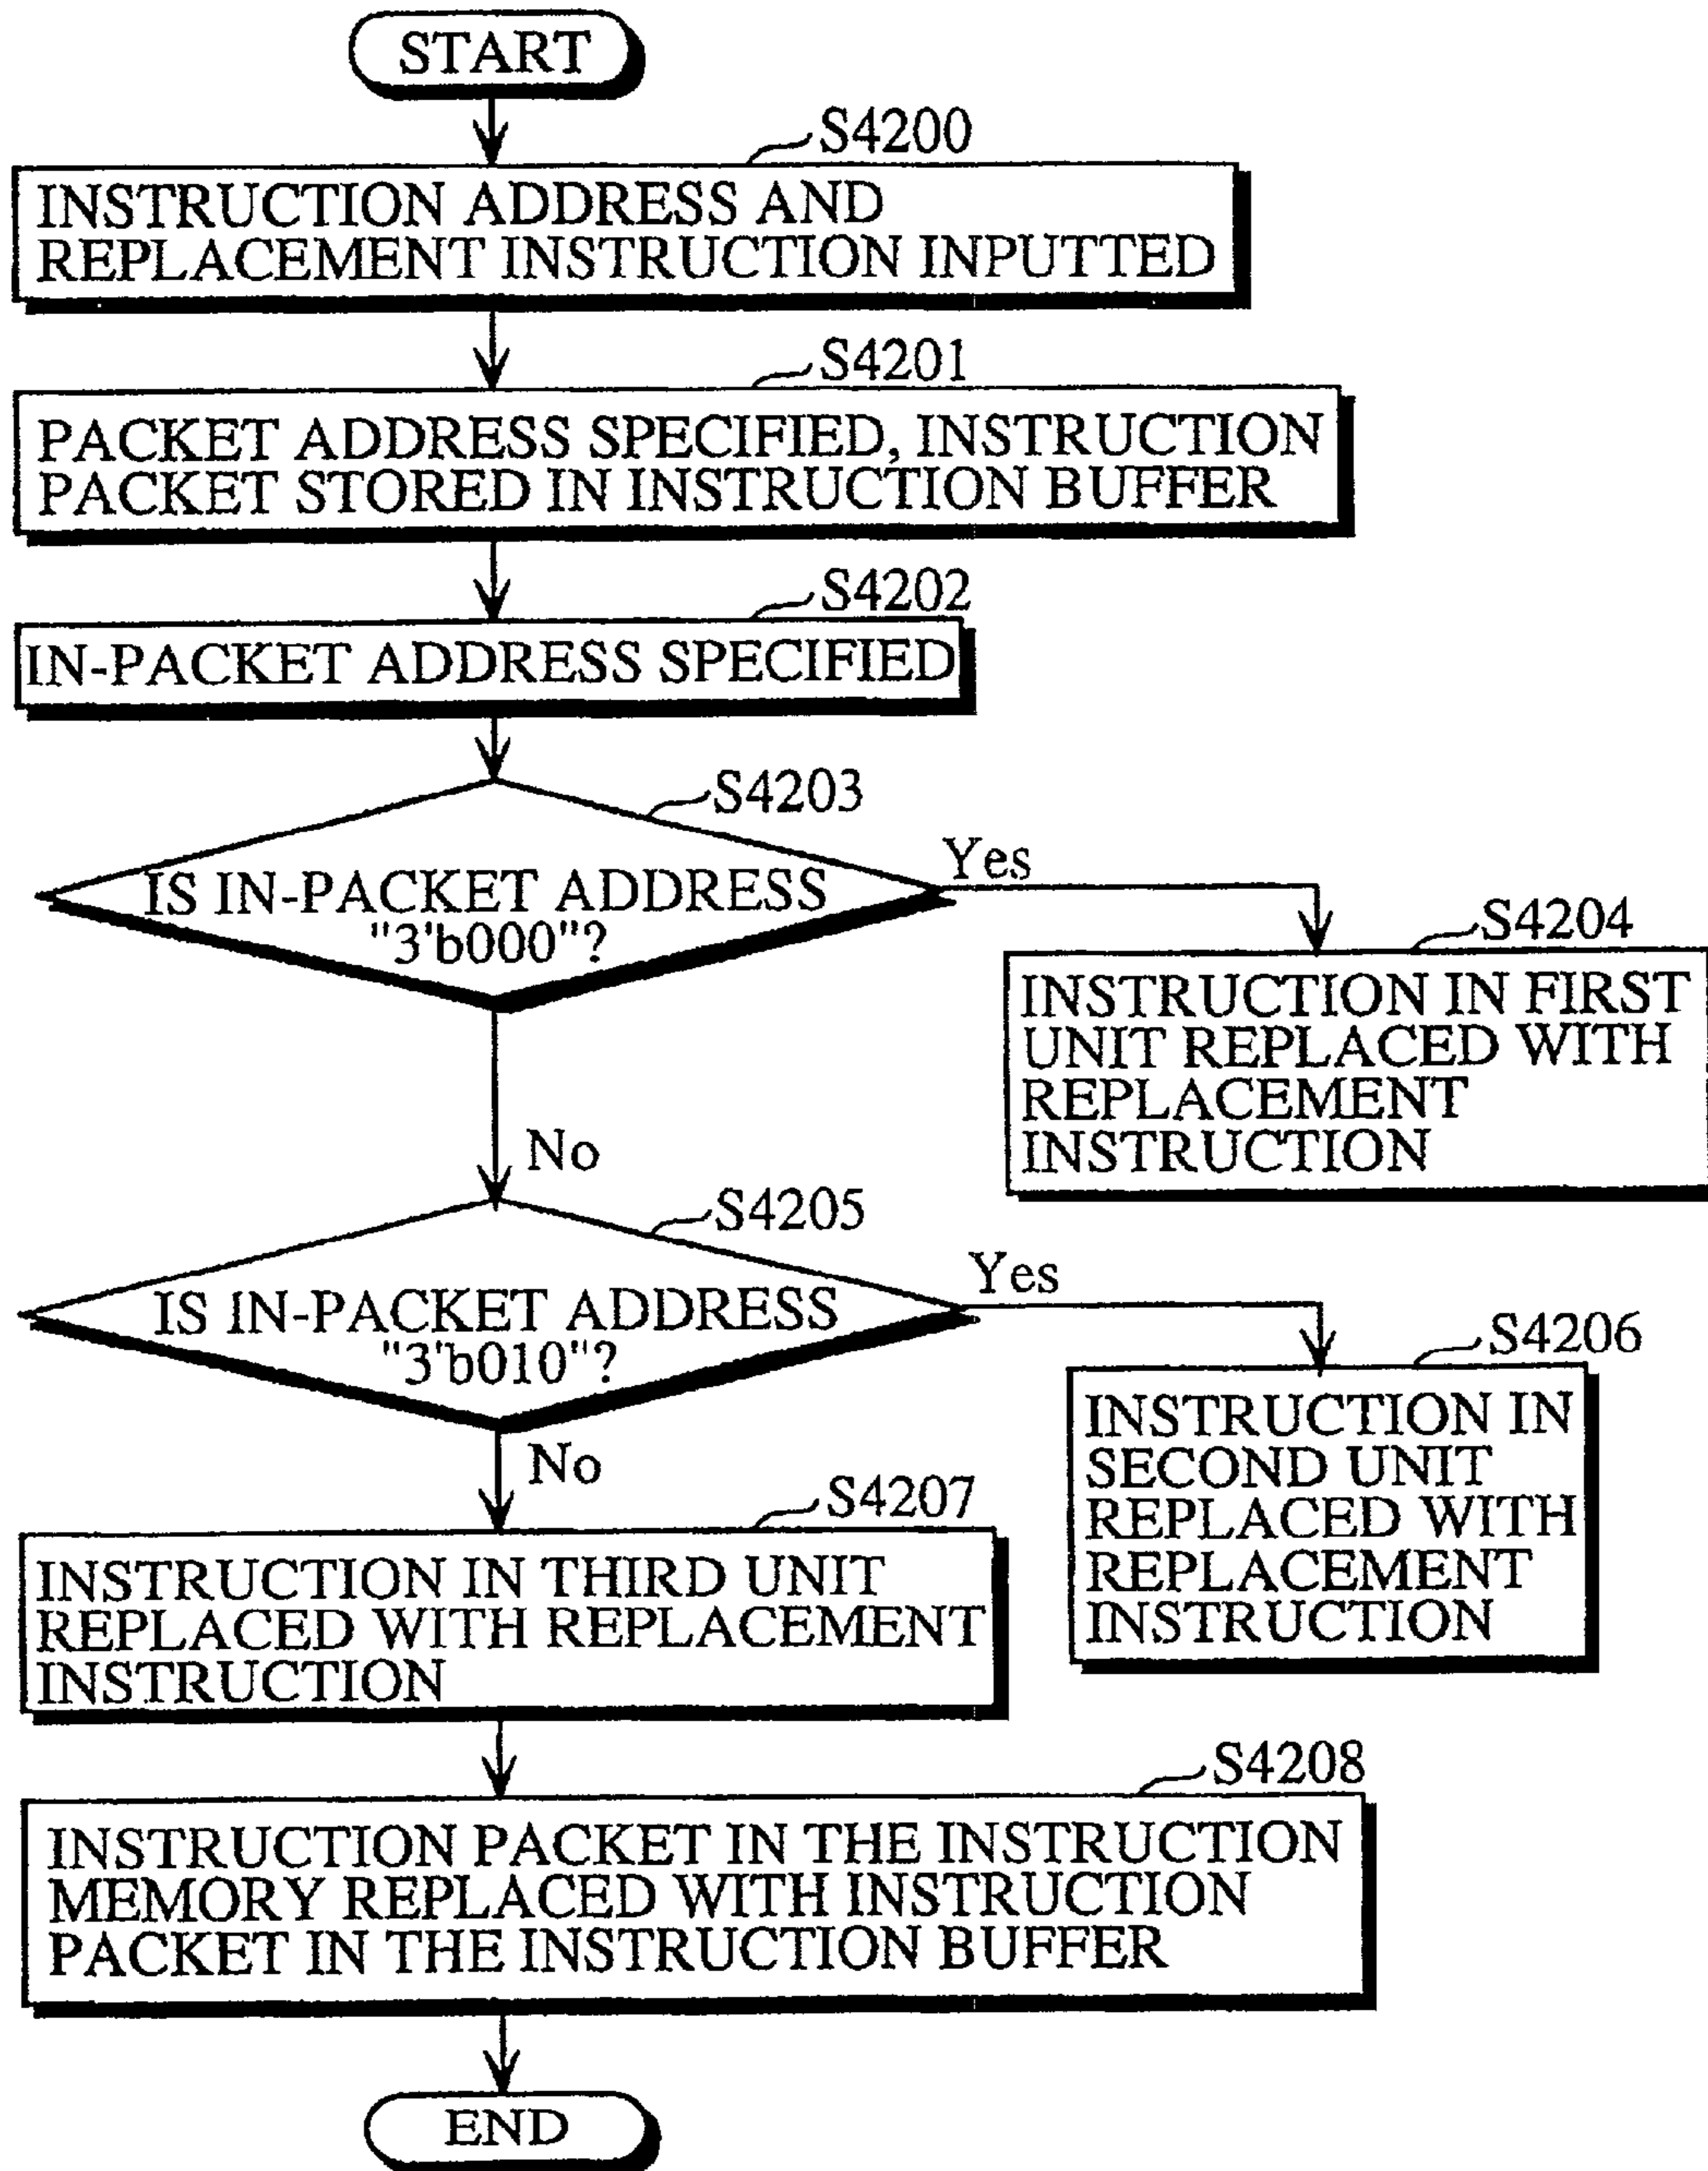 START
S4200
INSTRUCTION ADDRESS AND
REPLACEMENT INSTRUCTION INPUTTED
S4201
PACKET ADDRESS SPECIFIED, INSTRUCTION
PACKET STORED IN INSTRUCTION BUFFER
S4202
IN-PACKET ADDRESS SPECIFIED
S4203
IS IN-PACKET ADDRESS
"3'b000"?
Yes
S4204
INSTRUCTION IN FIRST
UNIT REPLACED WITH
REPLACEMENT
INSTRUCTION
No
S4205
IS IN-PACKET ADDRESS
"3'b010"?
Yes
S4206
INSTRUCTION IN
SECOND UNIT
REPLACED WITH
REPLACEMENT
INSTRUCTION
No
S4207
INSTRUCTION IN THIRD UNIT
REPLACED WITH REPLACEMENT
INSTRUCTION
S4208
INSTRUCTION PACKET IN THE INSTRUCTION
MEMORY REPLACED WITH INSTRUCTION
PACKET IN THE INSTRUCTION BUFFER
END